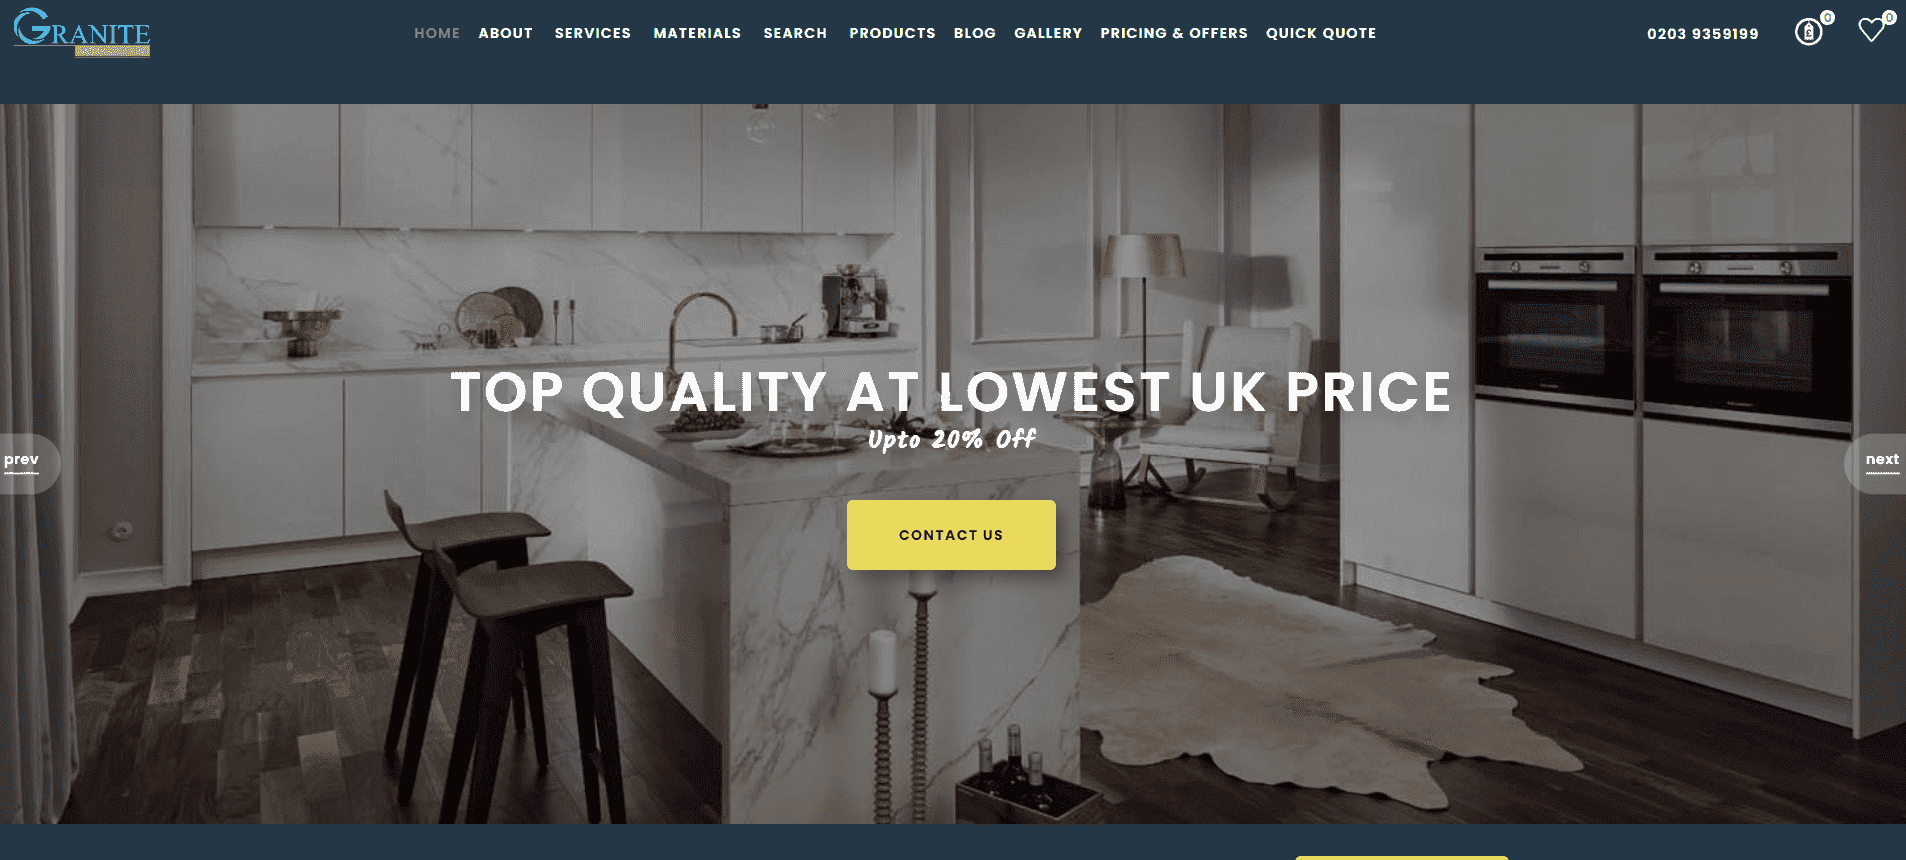 GRANITE
HOME ABOUT SERVICES MATERIALS SEARCH PRODUCTS BLOG GALLERY PRICING & OFFERS QUICK QUOTE
0203 9359199
0
0
TOP QUALITY AT LOWEST UK PRICE
Upto 20% Off
prev
next
CONTACT US